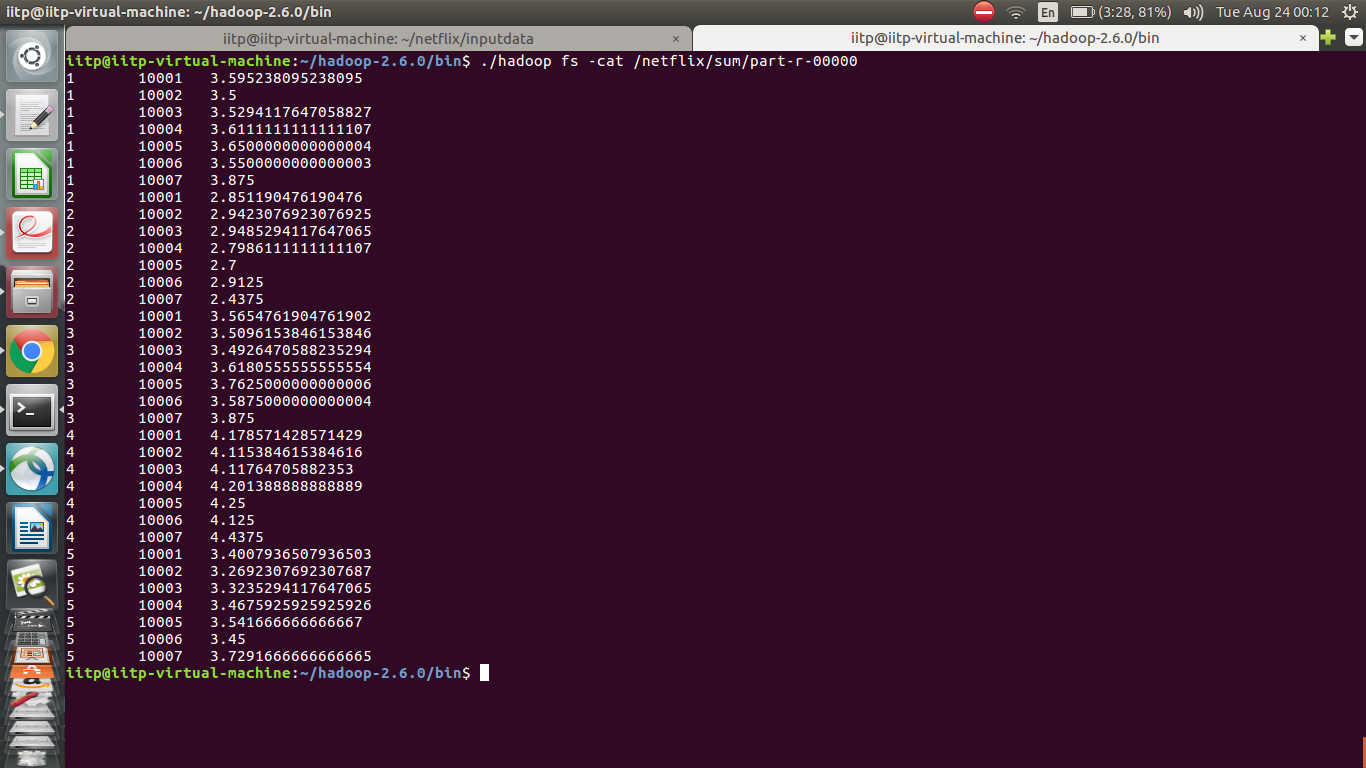 iitp@iitp-virtual-machine: ~/hadoop-2.6.0/bin
En (3:28, 81%) Tue Aug 24 00:12
iitp@iitp-virtual-machine: ~/netflix/inputdata × iitp@iitp-virtual-machine: ~/hadoop-2.6.0/bin ×
iitp@iitp-virtual-machine:~/hadoop-2.6.0/bin$ ./hadoop fs -cat /netflix/sum/part-r-00000
1 10001 3.595238095238095
1 10002 3.5
1 10003 3.5294117647058827
1 10004 3.6111111111111107
1 10005 3.6500000000000004
1 10006 3.5500000000000003
1 10007 3.875
2 10001 2.851190476190476
2 10002 2.9423076923076925
2 10003 2.9485294117647065
2 10004 2.7986111111111107
2 10005 2.7
2 10006 2.9125
2 10007 2.4375
3 10001 3.5654761904761902
3 10002 3.5096153846153846
3 10003 3.4926470588235294
3 10004 3.6180555555555554
3 10005 3.7625000000000006
3 10006 3.5875000000000004
3 10007 3.875
4 10001 4.178571428571429
4 10002 4.115384615384616
4 10003 4.11764705882353
4 10004 4.201388888888889
4 10005 4.25
4 10006 4.125
4 10007 4.4375
5 10001 3.4007936507936503
5 10002 3.2692307692307687
5 10003 3.3235294117647065
5 10004 3.4675925925925926
5 10005 3.541666666666667
5 10006 3.45
5 10007 3.7291666666666665
iitp@iitp-virtual-machine:~/hadoop-2.6.0/bin$